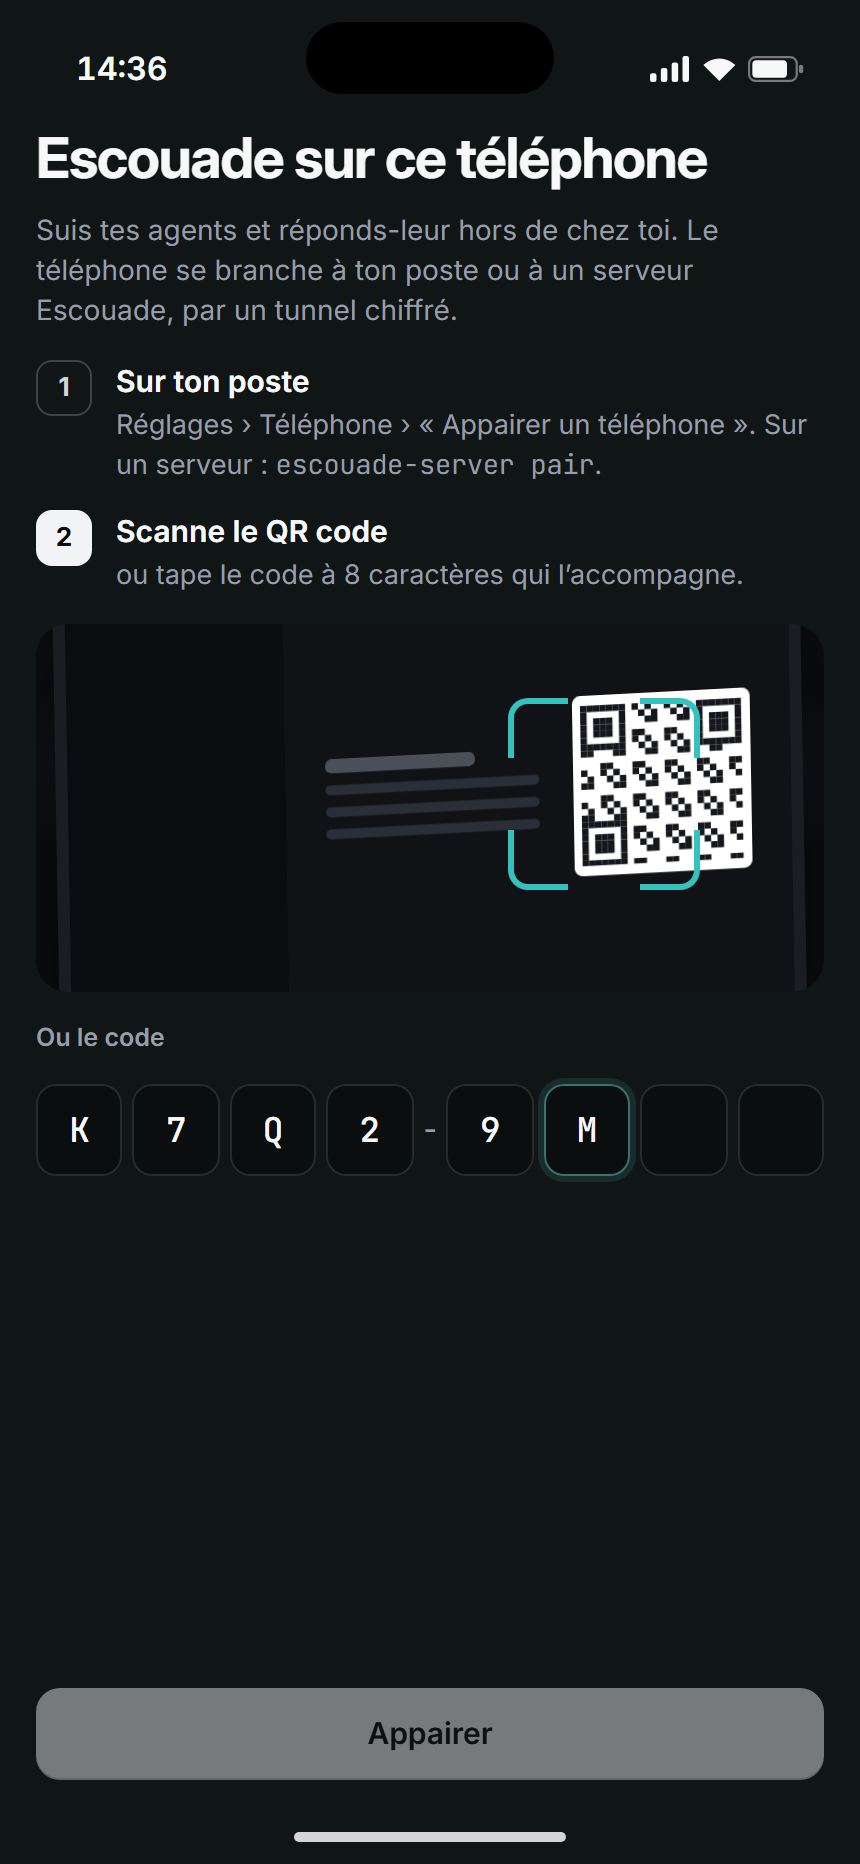 14:36
Escouade sur ce téléphone
Suis tes agents et réponds-leur hors de chez toi. Le
téléphone se branche à ton poste ou à un serveur
Escouade, par un tunnel chiffré.
1
Sur ton poste
Réglages › Téléphone › « Appairer un téléphone ». Sur
un serveur : escouade-server pair.
2
Scanne le QR code
ou tape le code à 8 caractères qui l’accompagne.
Ou le code
K 7 Q 2 - 9 M
Appairer